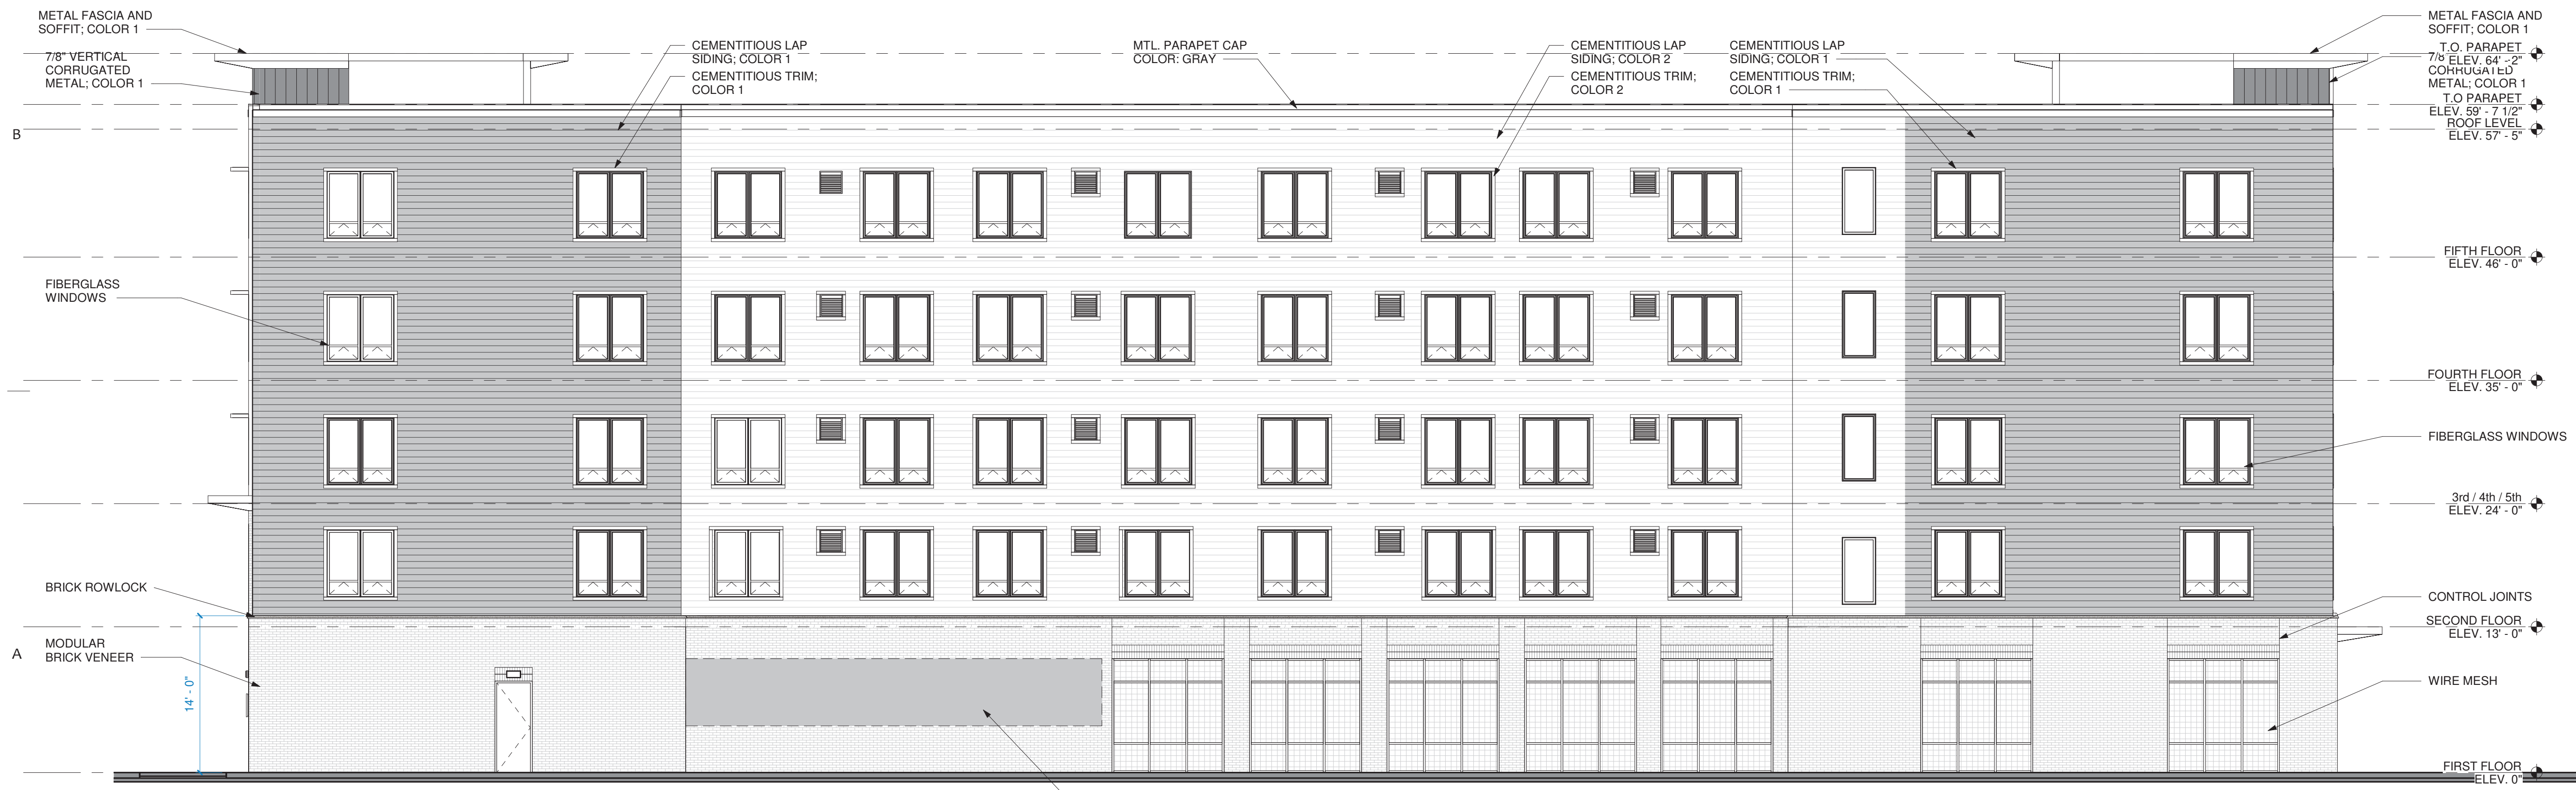 METAL FASCIA AND
SOFFIT; COLOR 1
7/8" VERTICAL
CORRUGATED
METAL; COLOR 1
CEMENTITIOUS LAP
SIDING; COLOR 1
CEMENTITIOUS TRIM;
COLOR 1
MTL. PARAPET CAP
COLOR: GRAY
CEMENTITIOUS LAP
SIDING; COLOR 2
CEMENTITIOUS TRIM;
COLOR 2
CEMENTITIOUS LAP
SIDING; COLOR 1
CEMENTITIOUS TRIM;
COLOR 1
METAL FASCIA AND
SOFFIT; COLOR 1
T.O. PARAPET
ELEV. 64' - 2"
7/8"
CORRUGATED
METAL; COLOR 1
T.O PARAPET
ELEV. 59' - 7 1/2"
ROOF LEVEL
ELEV. 57' - 5"
B
FIFTH FLOOR
ELEV. 46' - 0"
FIBERGLASS
WINDOWS
FOURTH FLOOR
ELEV. 35' - 0"
FIBERGLASS WINDOWS
3rd / 4th / 5th
ELEV. 24' - 0"
BRICK ROWLOCK
CONTROL JOINTS
SECOND FLOOR
ELEV. 13' - 0"
A
MODULAR
BRICK VENEER
14' - 0"
WIRE MESH
FIRST FLOOR
ELEV. 0"